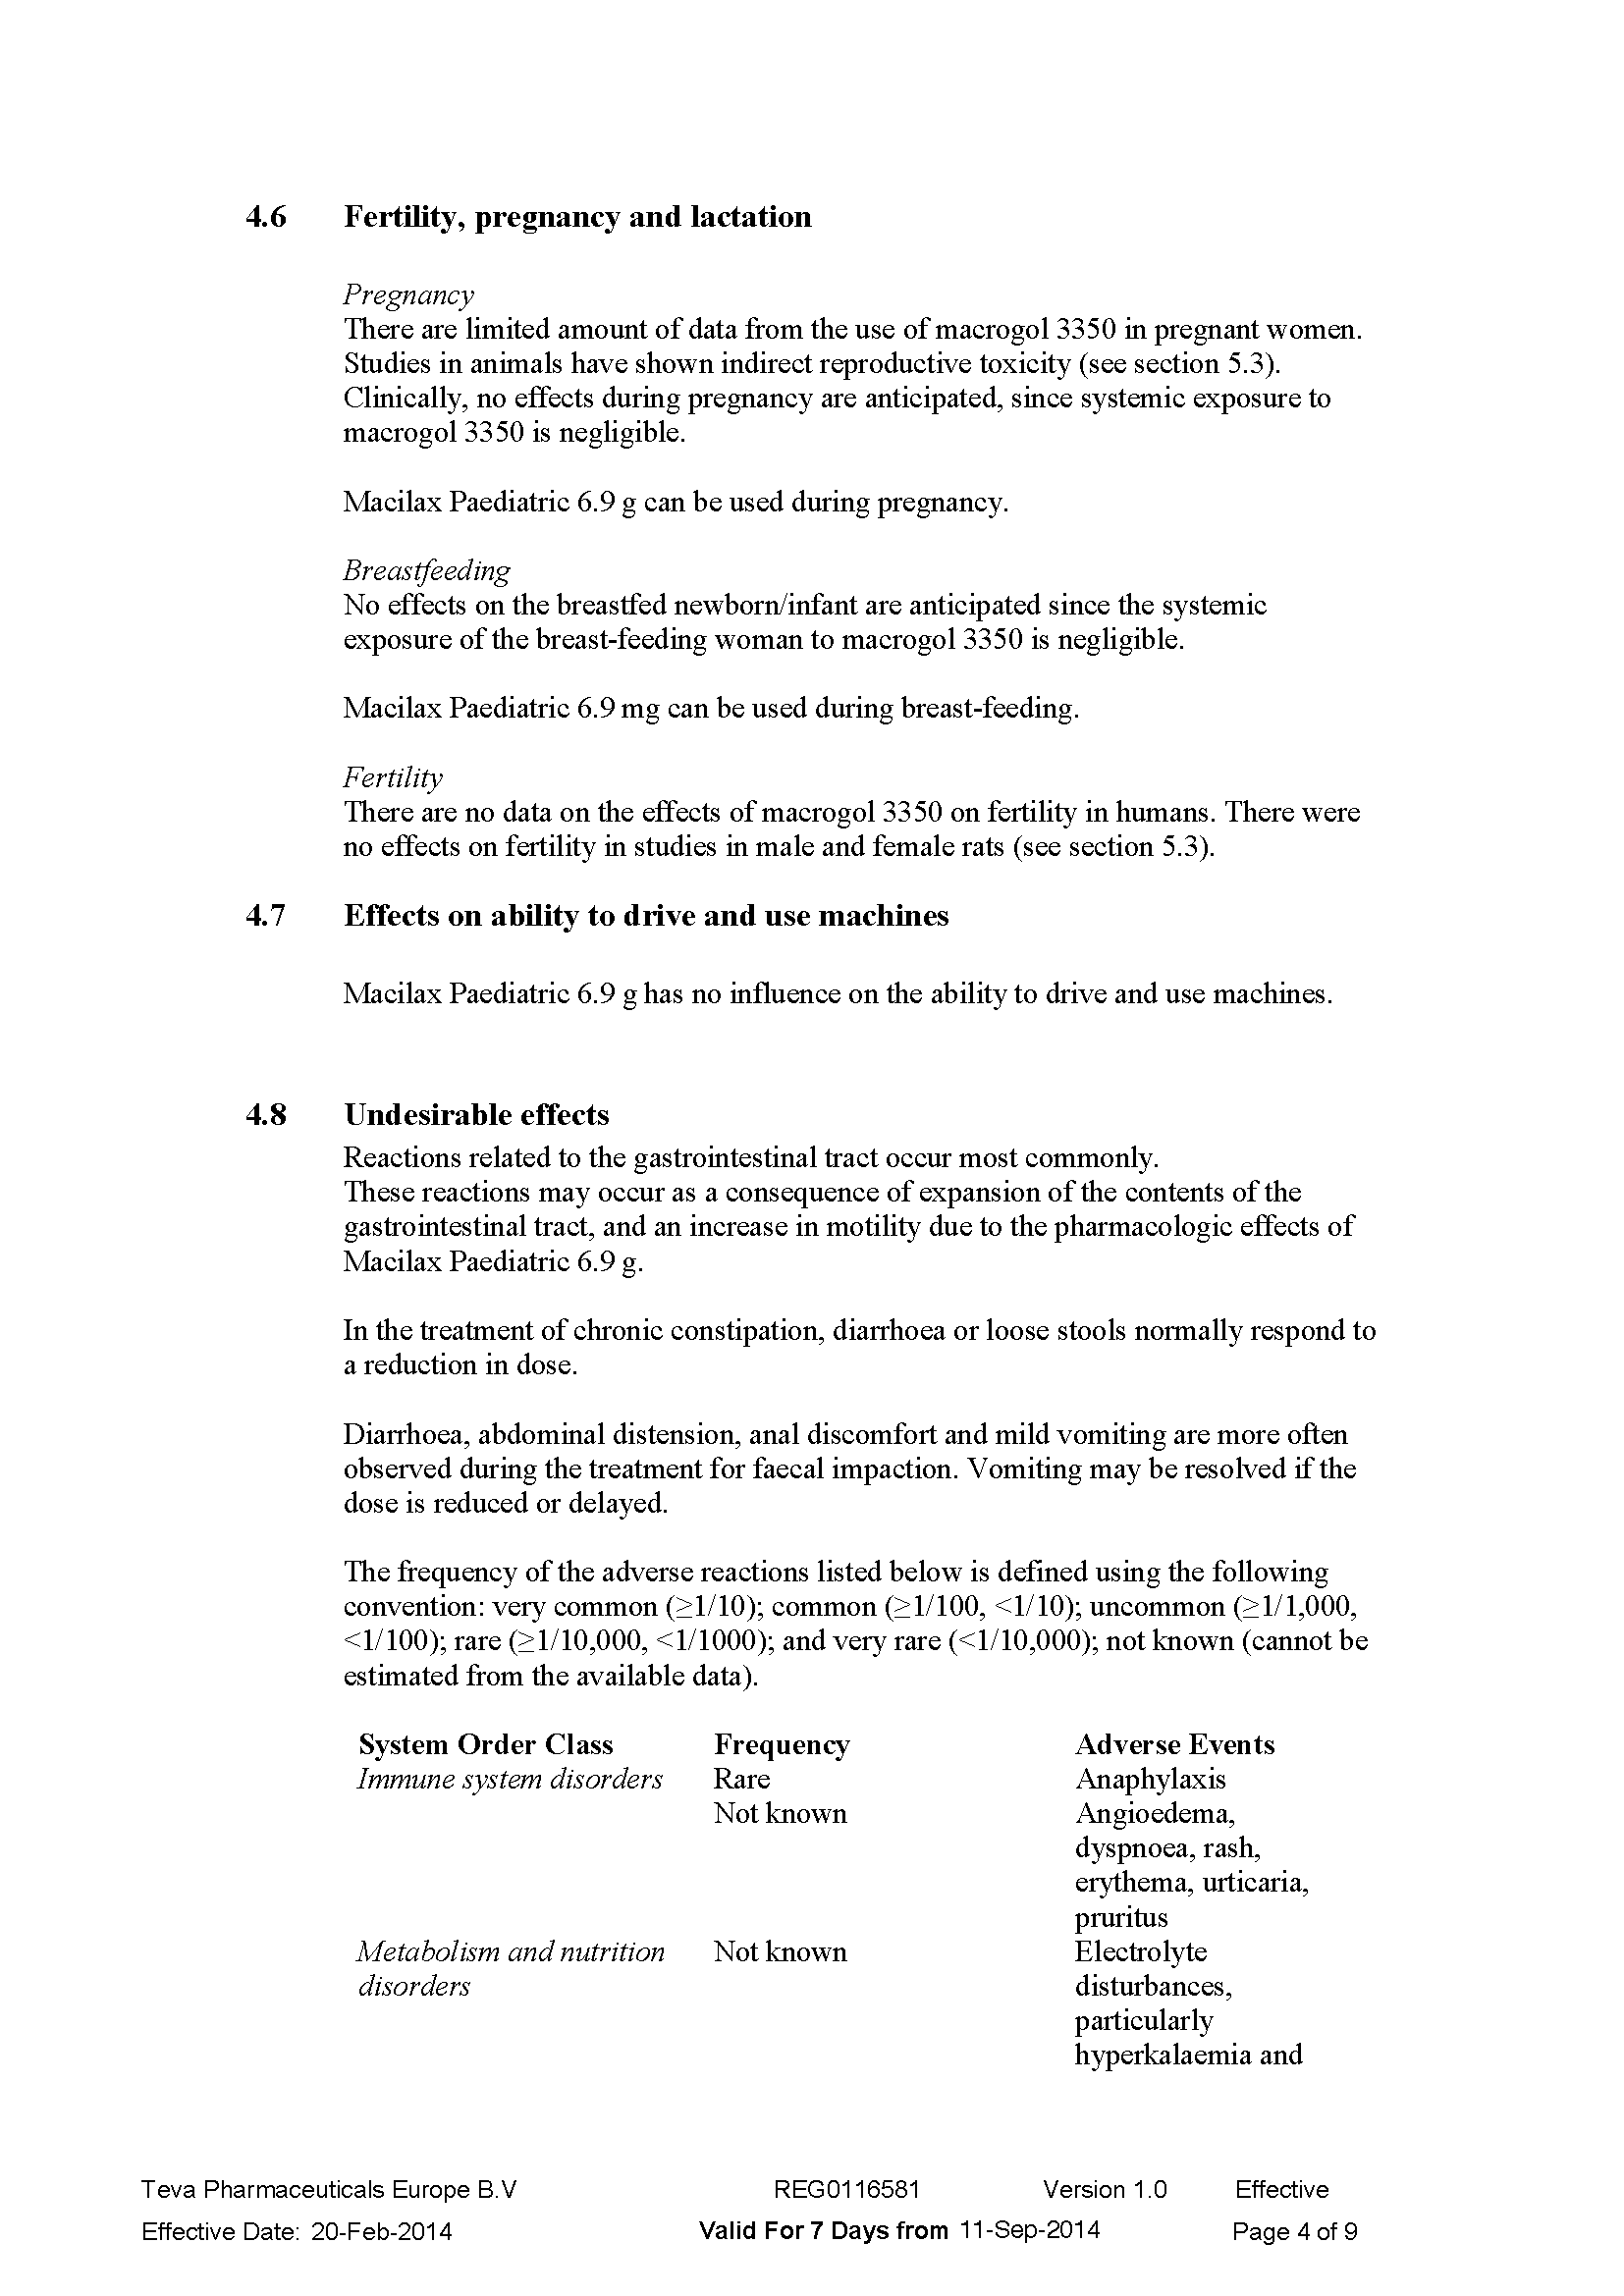 4.6 Fertility, pregnancy and lactation
Pregnancy
There are limited amount of data from the use of macrogol 3350 in pregnant women.
Studies in animals have shown indirect reproductive toxicity (see section 5.3).
Clinically, no effects during pregnancy are anticipated, since systemic exposure to
macrogol 3350 is negligible.
Macilax Paediatric 6.9 g can be used during pregnancy.
Breastfeeding
No effects on the breastfed newborn/infant are anticipated since the systemic
exposure of the breast-feeding woman to macrogol 3350 is negligible.
Macilax Paediatric 6.9 mg can be used during breast-feeding.
Fertility
There are no data on the effects of macrogol 3350 on fertility in humans. There were
no effects on fertility in studies in male and female rats (see section 5.3).
4.7 Effects on ability to drive and use machines
Macilax Paediatric 6.9 g has no influence on the ability to drive and use machines.
4.8 Undesirable effects
Reactions related to the gastrointestinal tract occur most commonly.
These reactions may occur as a consequence of expansion of the contents of the
gastrointestinal tract, and an increase in motility due to the pharmacologic effects of
Macilax Paediatric 6.9 g.
In the treatment of chronic constipation, diarrhoea or loose stools normally respond to
a reduction in dose.
Diarrhoea, abdominal distension, anal discomfort and mild vomiting are more often
observed during the treatment for faecal impaction. Vomiting may be resolved if the
dose is reduced or delayed.
The frequency of the adverse reactions listed below is defined using the following
convention: very common (≥1/10); common (≥1/100, <1/10); uncommon (≥1/1,000,
<1/100); rare (≥1/10,000, <1/1000); and very rare (<1/10,000); not known (cannot be
estimated from the available data).
System Order Class Frequency Adverse Events
Immune system disorders Rare Anaphylaxis
Not known Angioedema,
dyspnoea, rash,
erythema, urticaria,
pruritus
Metabolism and nutrition Not known Electrolyte
disorders disturbances,
particularly
hyperkalaemia and
Teva Pharmaceuticals Europe B.V REG0116581 Version 1.0 Effective
Effective Date: 20-Feb-2014 Valid For 7 Days from 11-Sep-2014 Page 4 of 9